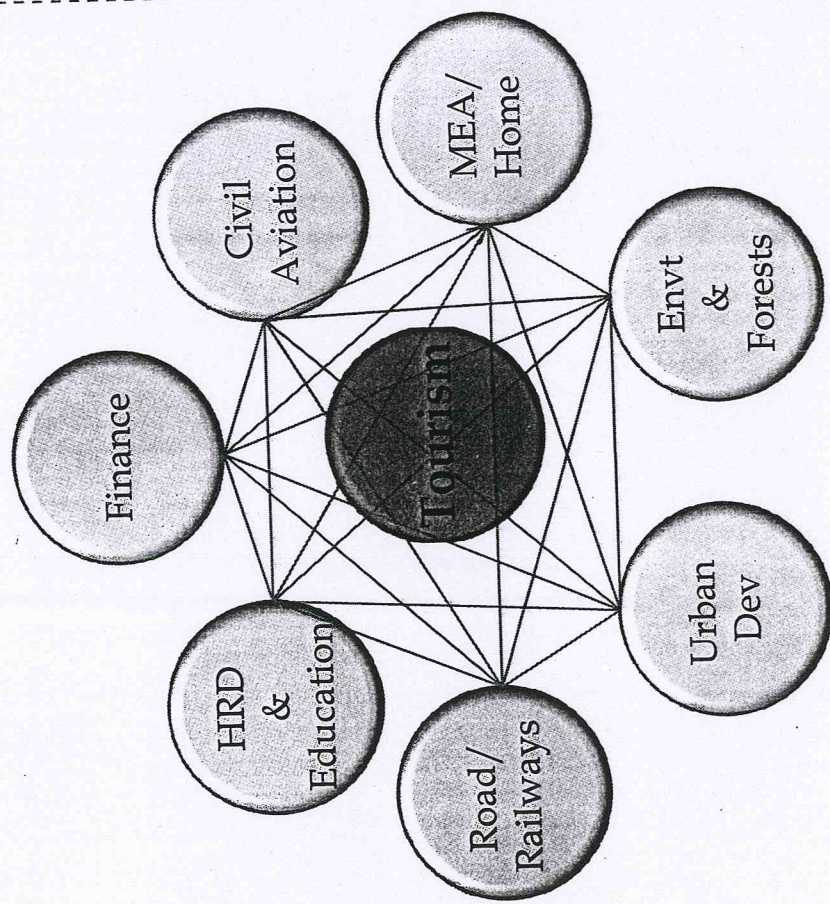 Finance
HRD
&
Education
Civil
Aviation
Tourism
Road/
Railways
MEA/
Home
Urban
Dev
Envt
&
Forests